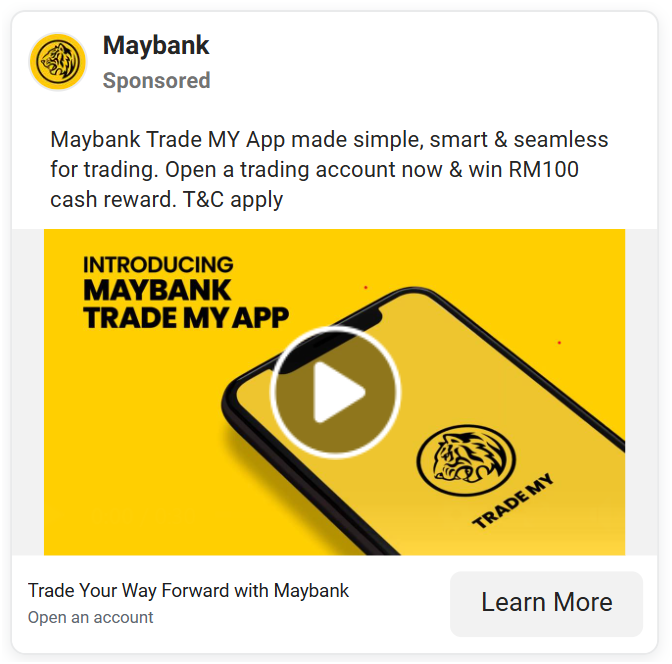 Maybank
Sponsored
Maybank Trade MY App made simple, smart & seamless
for trading. Open a trading account now & win RM100
cash reward. T&C apply
INTRODUCING
MAYBANK
TRADE MY APP
TRADE MY
Trade Your Way Forward with Maybank
Open an account
Learn More